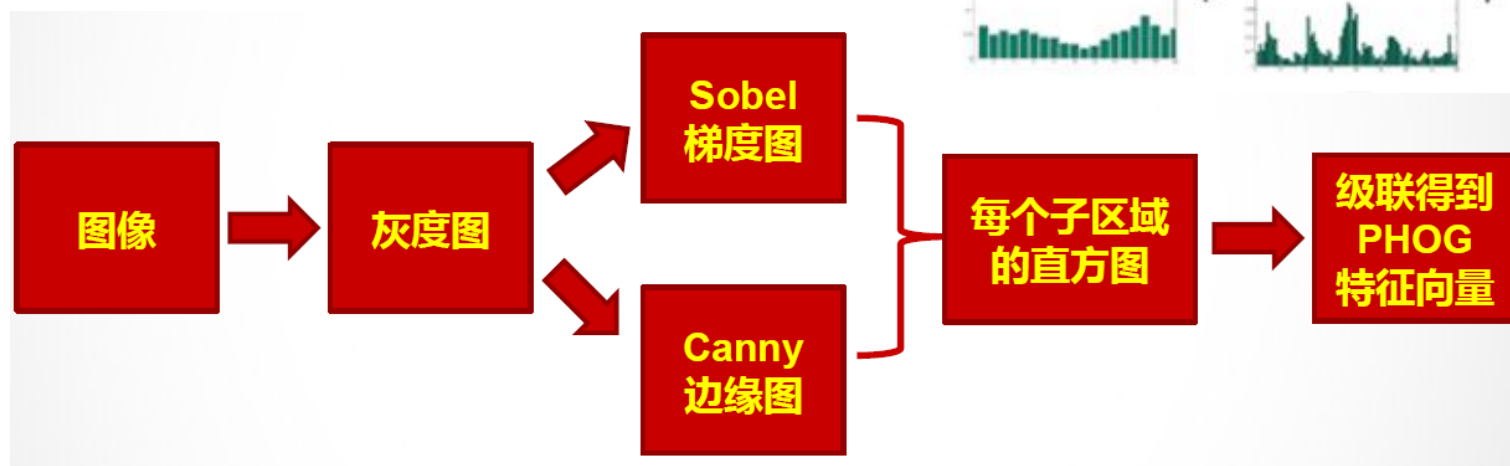 图像
灰度图
Sobel
梯度图
Canny
边缘图
每个子区域
的直方图
级联得到
PHOG
特征向量